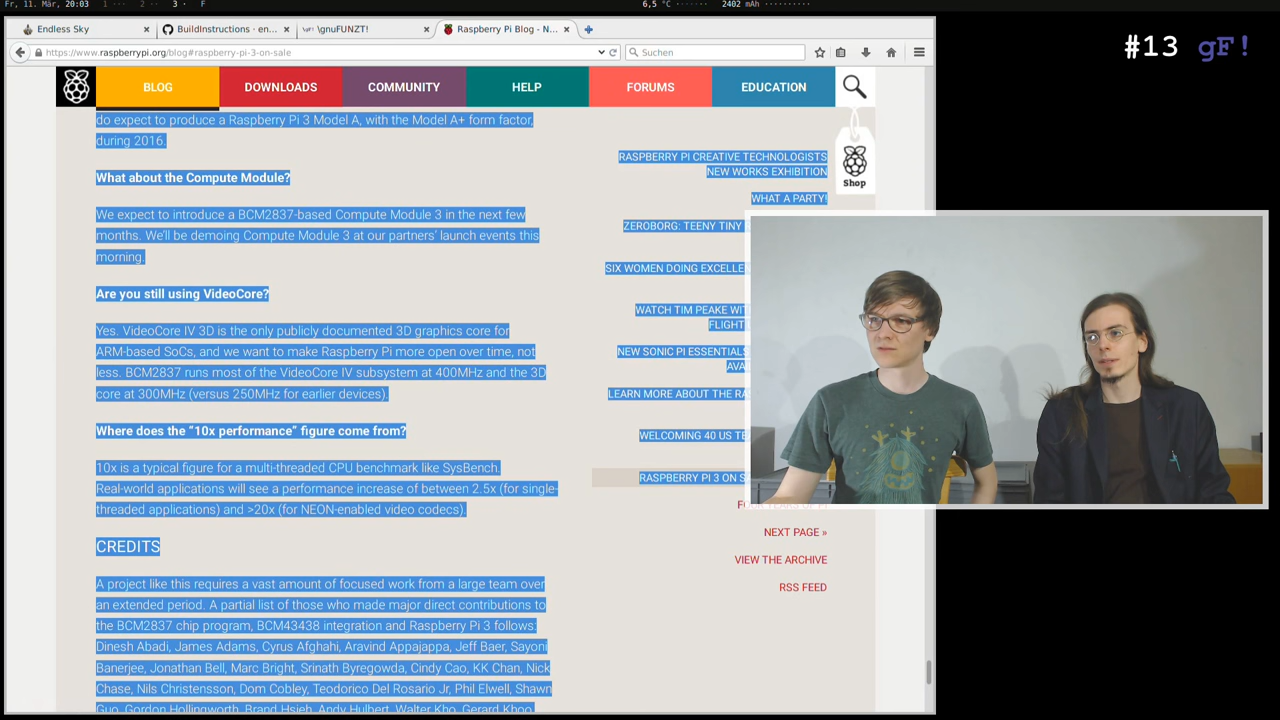 Fr, 11. Mär, 20:03 1 ··· 2 ·· 3 · F
6,5 °C ······· 2402 mAh ··········
Endless Sky
BuildInstructions · en...
\gnuFUNZT!
Raspberry Pi Blog - N...
https://www.raspberrypi.org/blog#raspberry-pi-3-on-sale
Suchen
#13 gF!
BLOG
DOWNLOADS
COMMUNITY
HELP
FORUMS
EDUCATION
Shop
do expect to produce a Raspberry Pi 3 Model A, with the Model A+ form factor,
during 2016.
What about the Compute Module?
We expect to introduce a BCM2837-based Compute Module 3 in the next few
months. We'll be demoing Compute Module 3 at our partners' launch events this
morning.
Are you still using VideoCore?
Yes. VideoCore IV 3D is the only publicly documented 3D graphics core for
ARM-based SoCs, and we want to make Raspberry Pi more open over time, not
less. BCM2837 runs most of the VideoCore IV subsystem at 400MHz and the 3D
core at 300MHz (versus 250MHz for earlier devices).
Where does the “10x performance” figure come from?
10x is a typical figure for a multi-threaded CPU benchmark like SysBench.
Real-world applications will see a performance increase of between 2.5x (for single-
threaded applications) and >20x (for NEON-enabled video codecs).
CREDITS
A project like this requires a vast amount of focused work from a large team over
an extended period. A partial list of those who made major direct contributions to
the BCM2837 chip program, BCM43438 integration and Raspberry Pi 3 follows:
Dinesh Abadi, James Adams, Cyrus Afghahi, Aravind Appajappa, Jeff Baer, Sayoni
Banerjee, Jonathan Bell, Marc Bright, Srinath Byregowda, Cindy Cao, KK Chan, Nick
Chase, Nils Christensson, Dom Cobley, Teodorico Del Rosario Jr, Phil Elwell, Shawn
Guo, Gordon Hollingworth, Brand Hsieh, Andy Hulbert, Walter Kho, Gerard Khoo,
RASPBERRY PI CREATIVE TECHNOLOGISTS
NEW WORKS EXHIBITION
WHAT A PARTY!
ZEROBORG: TEENY TINY
SIX WOMEN DOING EXCELLE
WATCH TIM PEAKE WI
FLIGHT
NEW SONIC PI ESSENTIALS
AVA
LEARN MORE ABOUT THE RA
WELCOMING 40 US TE
RASPBERRY PI 3 ON S
NEXT PAGE »
VIEW THE ARCHIVE
RSS FEED